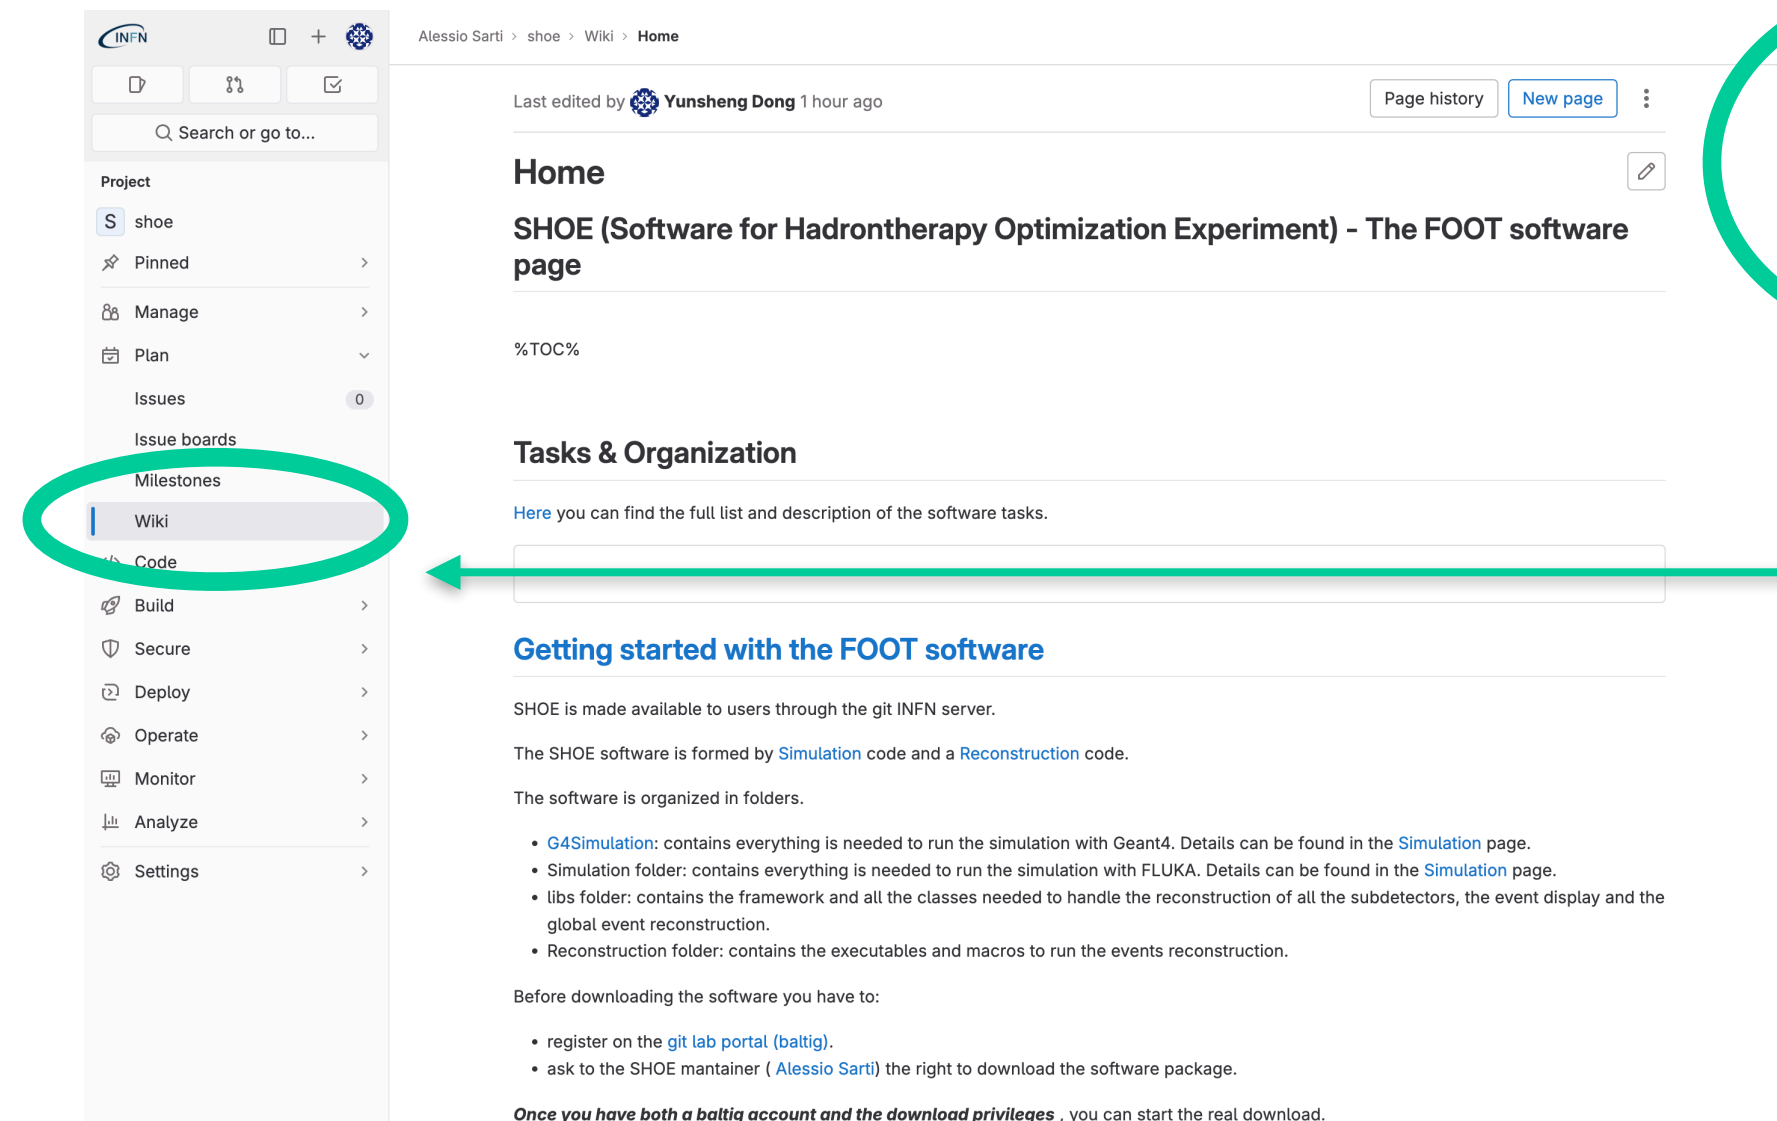 INFN
Search or go to...
Project
S shoe
Pinned
Manage
Plan
Issues 0
Issue boards
Milestones
Wiki
Code
Build
Secure
Deploy
Operate
Monitor
Analyze
Settings
Alessio Sarti > shoe > Wiki > Home
Last edited by Yunsheng Dong 1 hour ago
Page history
New page
Home
SHOE (Software for Hadrontherapy Optimization Experiment) - The FOOT software
page
%TOC%
Tasks & Organization
Here you can find the full list and description of the software tasks.
Getting started with the FOOT software
SHOE is made available to users through the git INFN server.
The SHOE software is formed by Simulation code and a Reconstruction code.
The software is organized in folders.
• G4Simulation: contains everything is needed to run the simulation with Geant4. Details can be found in the Simulation page.
• Simulation folder: contains everything is needed to run the simulation with FLUKA. Details can be found in the Simulation page.
• libs folder: contains the framework and all the classes needed to handle the reconstruction of all the subdetectors, the event display and the
global event reconstruction.
• Reconstruction folder: contains the executables and macros to run the events reconstruction.
Before downloading the software you have to:
• register on the git lab portal (baltig).
• ask to the SHOE mantainer ( Alessio Sarti) the right to download the software package.
Once you have both a baltig account and the download privileges , you can start the real download.